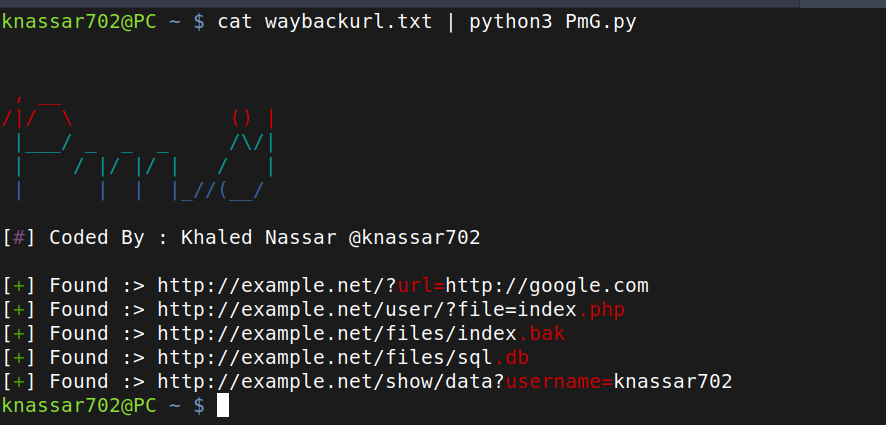 knassar702@PC ~ $ cat waybackurl.txt | python3 PmG.py
 , __
/|/  \             () |
 |___/ _  _  _      /\/|
 |    / |/ |/ |   /   |
 |      |  |  |_//(__/
[#] Coded By : Khaled Nassar @knassar702
[+] Found :> http://example.net/?url=http://google.com
[+] Found :> http://example.net/user/?file=index.php
[+] Found :> http://example.net/files/index.bak
[+] Found :> http://example.net/files/sql.db
[+] Found :> http://example.net/show/data?username=knassar702
knassar702@PC ~ $